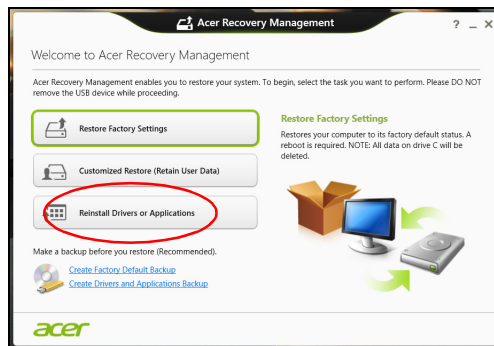 Acer Recovery Management
Welcome to Acer Recovery Management
Acer Recovery Management enables you to restore your system. To begin, select the task you want to perform. Please DO NOT
remove the USB device while proceeding.
Restore Factory Settings
Customized Restore (Retain User Data)
Reinstall Drivers or Applications
Restore Factory Settings
Restores your computer to its factory default status. A
reboot is required. NOTE: All data on drive C will be
deleted.
Make a backup before you restore (Recommended).
Create Factory Default Backup
Create Drivers and Applications Backup
acer